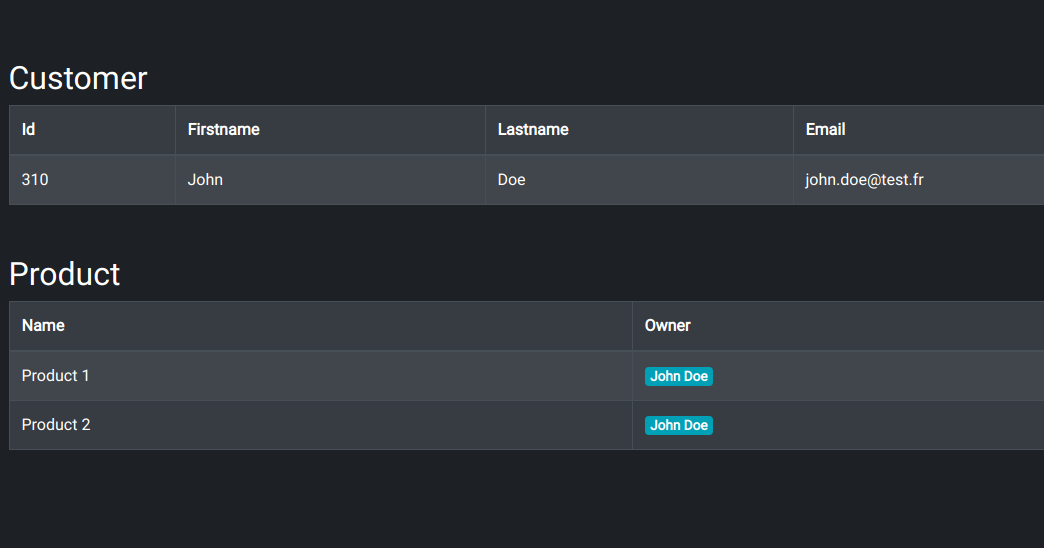 Customer
Id Firstname Lastname Email
310 John Doe john.doe@test.fr
Product
Name Owner
Product 1 John Doe
Product 2 John Doe